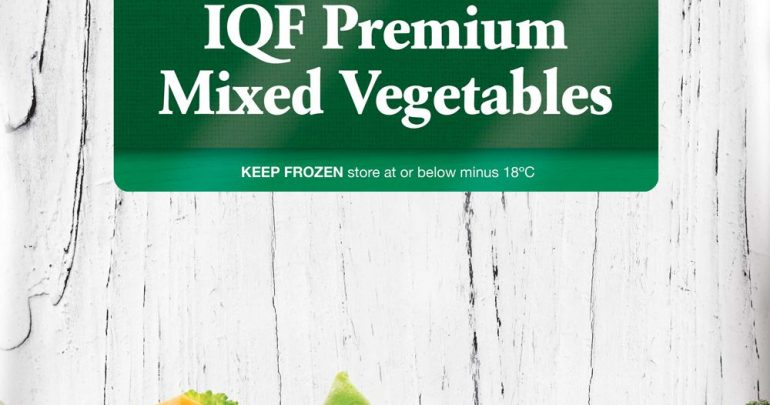 IQF Premium
Mixed Vegetables
KEEP FROZEN store at or below minus 18°C